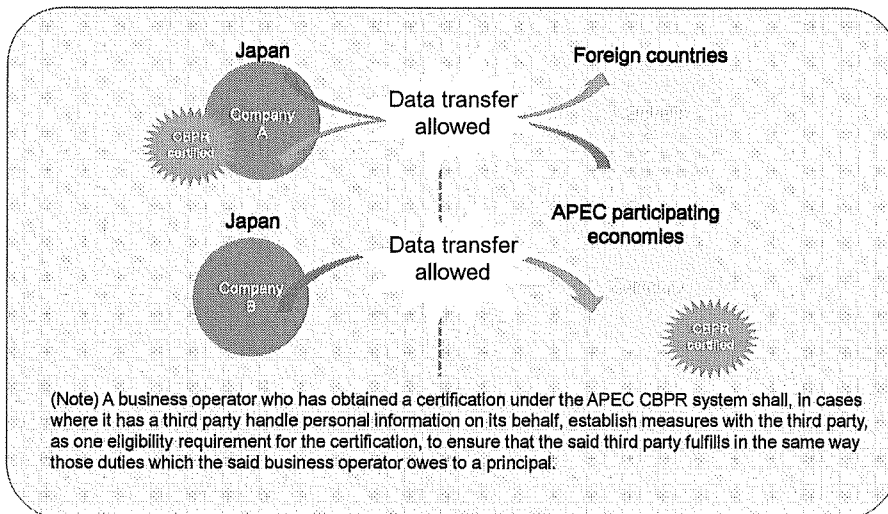 Japan
Foreign countries
Company
A
CBPR
certified
Data transfer
allowed
Japan
APEC participating
economies
Company
B
Data transfer
allowed
CBPR
certified
(Note) A business operator who has obtained a certification under the APEC CBPR system shall, in cases
where it has a third party handle personal information on its behalf, establish measures with the third party,
as one eligibility requirement for the certification, to ensure that the said third party fulfills in the same way
those duties which the said business operator owes to a principal.